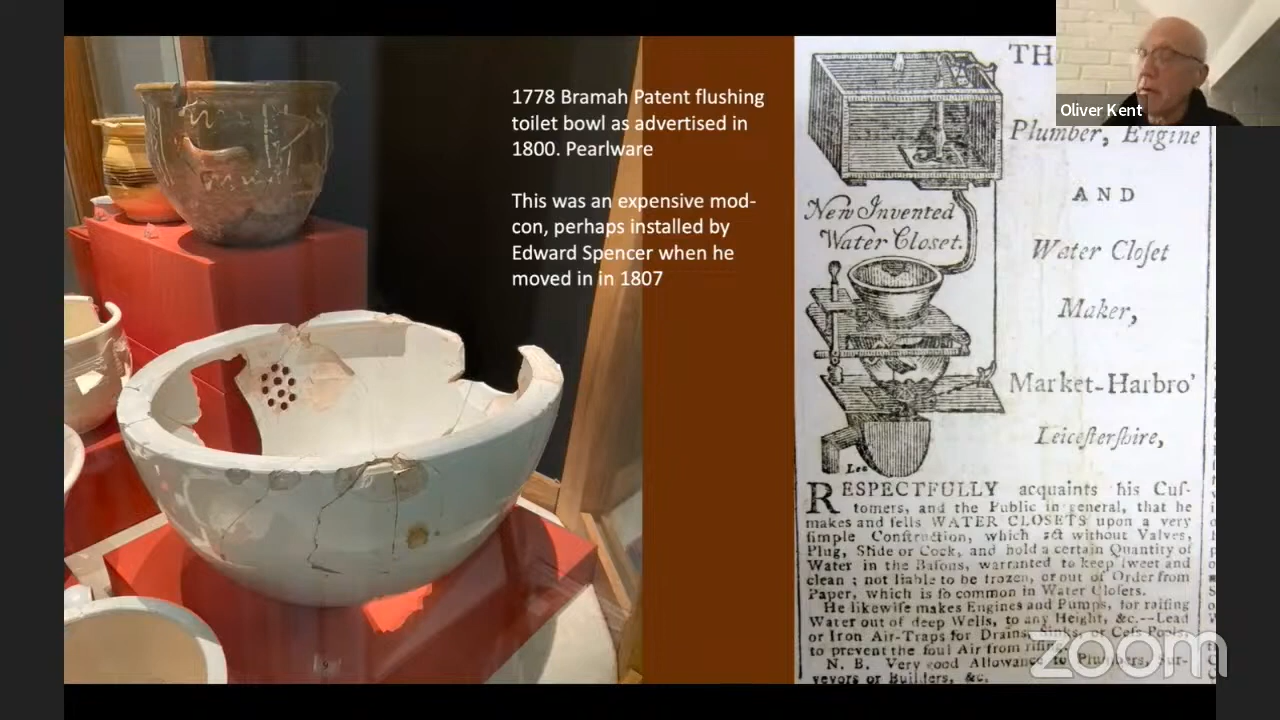 1778 Bramah Patent flushing
toilet bowl as advertised in
1800. Pearlware
This was an expensive mod-
con, perhaps installed by
Edward Spencer when he
moved in in 1807
9
TH
Plumber, Engine
AND
Water Cloſet
Maker,
Market-Harbro'
Leiceſterſhire,
New Invented
Water Closet.
RESPECTFULLY acquaints his Cuſ-
tomers, and the Public in general, that he
makes and ſells WATER CLOSETS upon a very
ſimple Conſtruction, which act without Valves,
Plug, Slide or Cock, and hold a certain Quantity of
Water in the Baſons, warranted to keep ſweet and
clean ; not liable to be frozen, or out of Order from
Paper, which is ſo common in Water Cloſets.
He likewiſe makes Engines and Pumps, for raiſing
Water out of deep Wells, to any Height, &c.--Lead
or Iron Air-Traps for Drains, Sinks, or Ceſs-Pools,
to prevent the foul Air from riſing.
N. B. Very good Allowance to Plumbers, Sur-
veyors or Builders, &c.
Oliver Kent
zoom